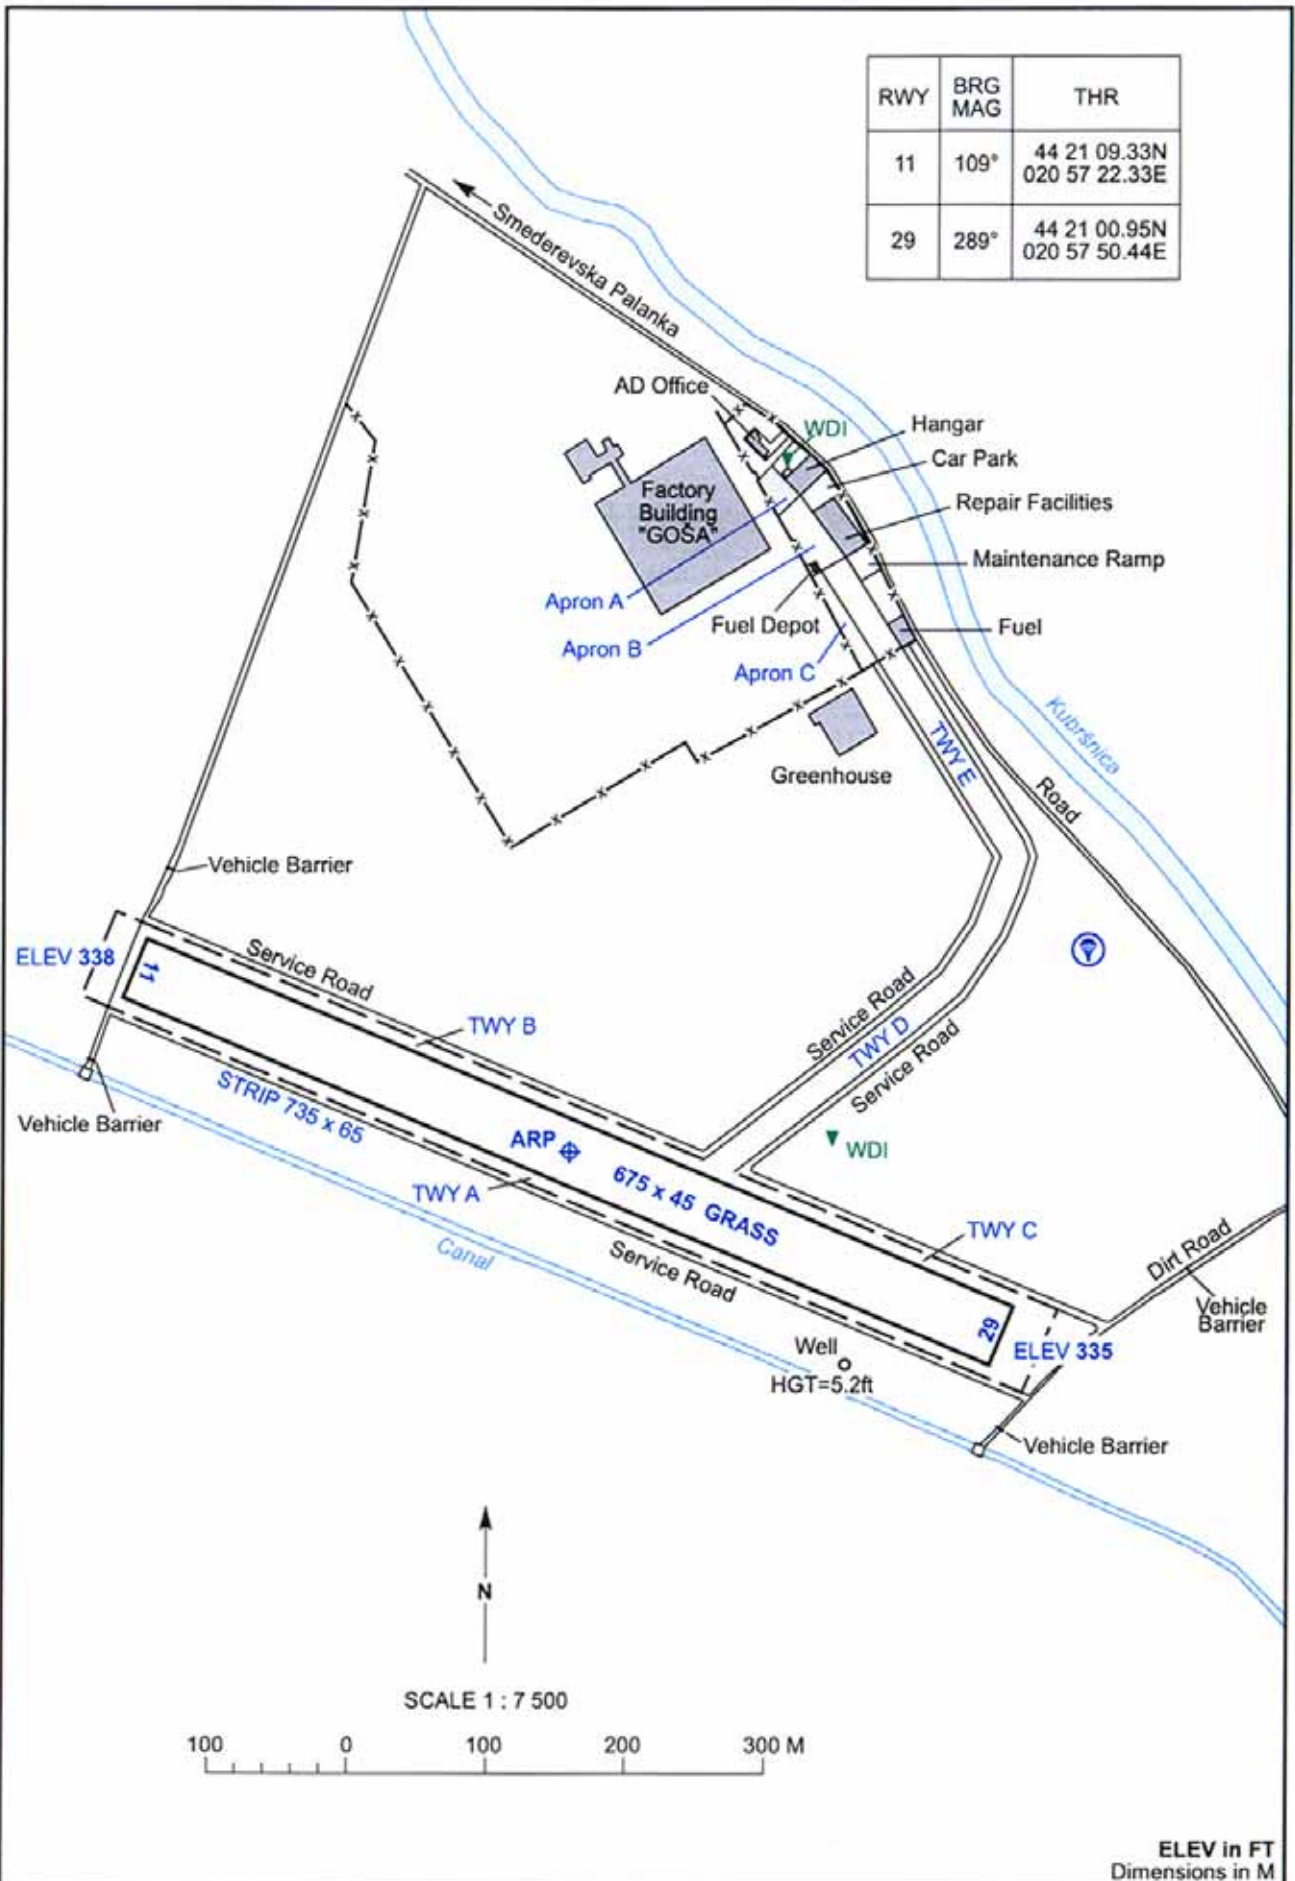 RWY
BRG
MAG
THR
11
109°
44 21 09.33N
020 57 22.33E
29
289°
44 21 00.95N
020 57 50.44E
Smederevska Palanka
AD Office
WDI
Hangar
Car Park
Factory
Building
"GOŠA"
Repair Facilities
Maintenance Ramp
Apron A
Fuel Depot
Fuel
Apron B
Apron C
Kubršnica
TWY E
Greenhouse
Road
Vehicle Barrier
ELEV 338
11
Service Road
TWY B
Service Road
TWY D
Service Road
STRIP 735 x 65
Vehicle Barrier
ARP
WDI
TWY A
675 x 45 GRASS
TWY C
Canal
Service Road
Dirt Road
Vehicle
Barrier
29
Well
ELEV 335
HGT=5.2ft
Vehicle Barrier
N
SCALE 1 : 7 500
100 0 100 200 300 M
ELEV in FT
Dimensions in M